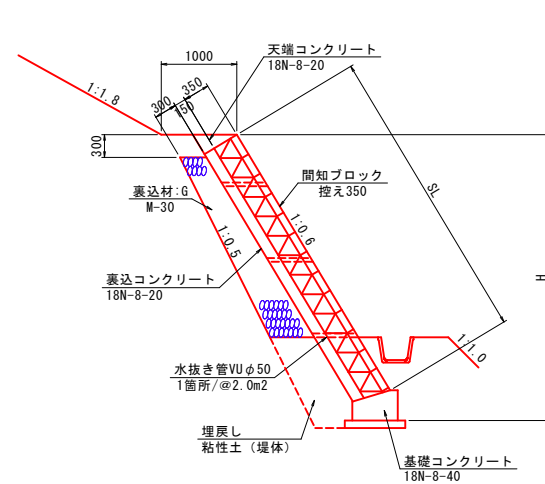 1000
天端コンクリート
18N-8-20
1:1.8
350
300
150
300
間知ブロック
控え350
SL
裏込材:G
M-30
1:0.6
1:0.5
H
裏込コンクリート
18N-8-20
1:1.0
水抜き管VUφ50
1箇所/@2.0m2
埋戻し
粘性土（堤体）
基礎コンクリート
18N-8-40